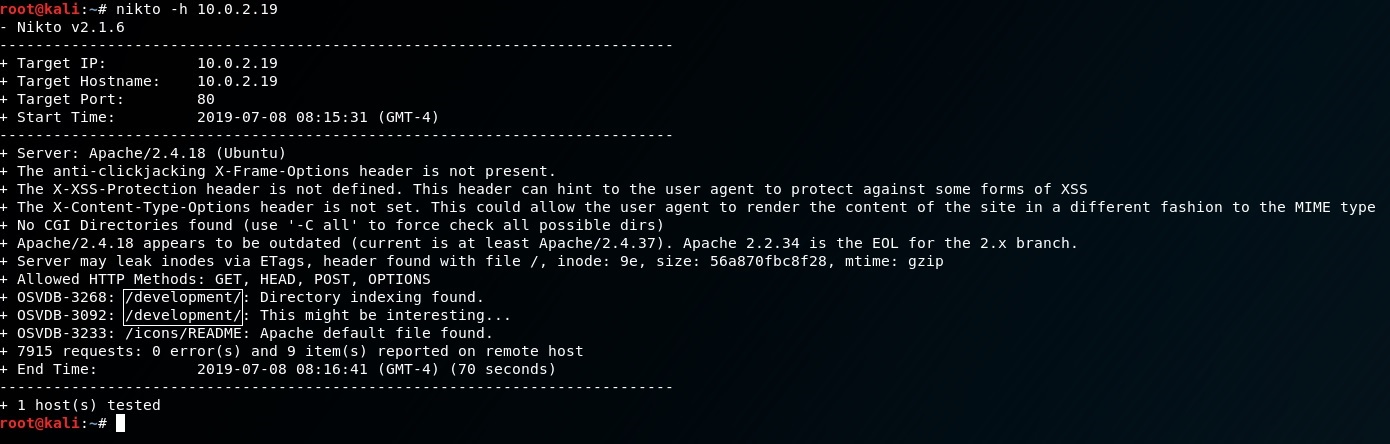 root@kali:~# nikto -h 10.0.2.19
- Nikto v2.1.6
---------------------------------------------------------------------------
+ Target IP:          10.0.2.19
+ Target Hostname:    10.0.2.19
+ Target Port:        80
+ Start Time:         2019-07-08 08:15:31 (GMT-4)
---------------------------------------------------------------------------
+ Server: Apache/2.4.18 (Ubuntu)
+ The anti-clickjacking X-Frame-Options header is not present.
+ The X-XSS-Protection header is not defined. This header can hint to the user agent to protect against some forms of XSS
+ The X-Content-Type-Options header is not set. This could allow the user agent to render the content of the site in a different fashion to the MIME type
+ No CGI Directories found (use '-C all' to force check all possible dirs)
+ Apache/2.4.18 appears to be outdated (current is at least Apache/2.4.37). Apache 2.2.34 is the EOL for the 2.x branch.
+ Server may leak inodes via ETags, header found with file /, inode: 9e, size: 56a870fbc8f28, mtime: gzip
+ Allowed HTTP Methods: GET, HEAD, POST, OPTIONS
+ OSVDB-3268: /development/: Directory indexing found.
+ OSVDB-3092: /development/: This might be interesting...
+ OSVDB-3233: /icons/README: Apache default file found.
+ 7915 requests: 0 error(s) and 9 item(s) reported on remote host
+ End Time:           2019-07-08 08:16:41 (GMT-4) (70 seconds)
---------------------------------------------------------------------------
+ 1 host(s) tested
root@kali:~#